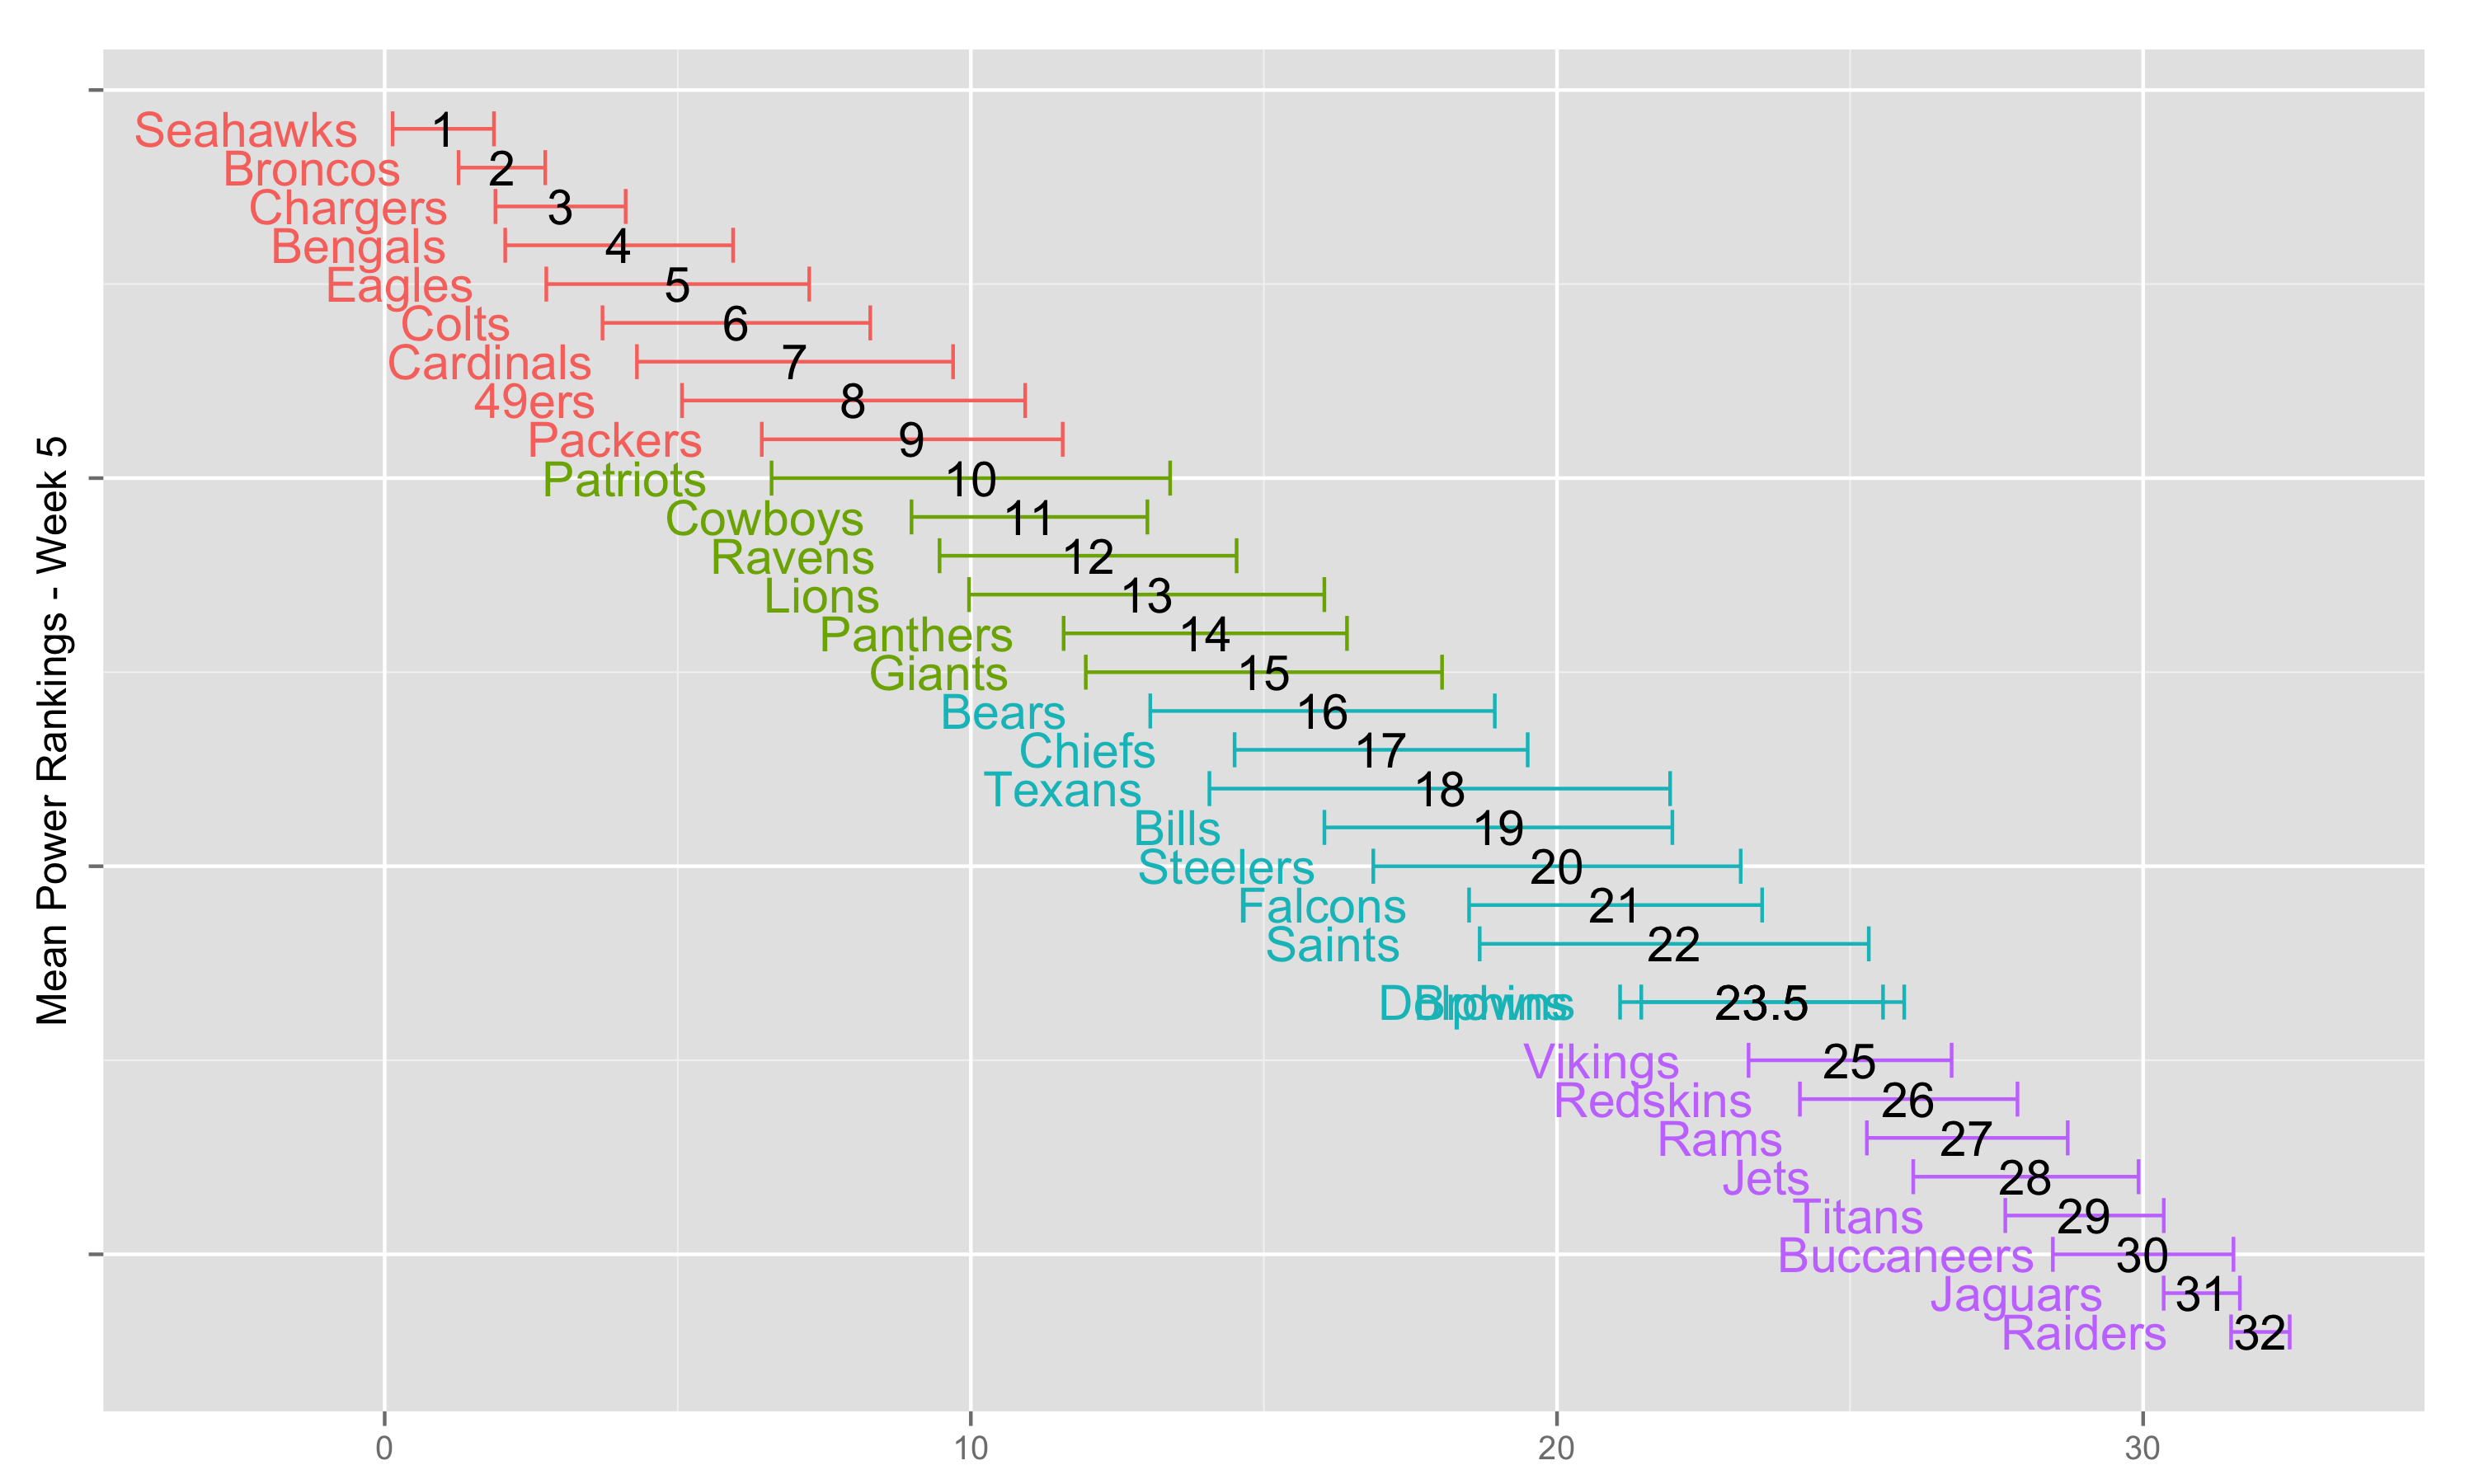 Mean Power Rankings - Week 5
Seahawks 1
Broncos 2
Chargers 3
Bengals 4
Eagles 5
Colts 6
Cardinals 7
49ers 8
Packers 9
Patriots 10
Cowboys 11
Ravens 12
Lions 13
Panthers 14
Giants 15
Bears 16
Chiefs 17
Texans 18
Bills 19
Steelers 20
Falcons 21
Saints 22
Dolphins Browns 23.5
Vikings 25
Redskins 26
Rams 27
Jets 28
Titans 29
Buccaneers 30
Jaguars 31
Raiders 32
0 10 20 30